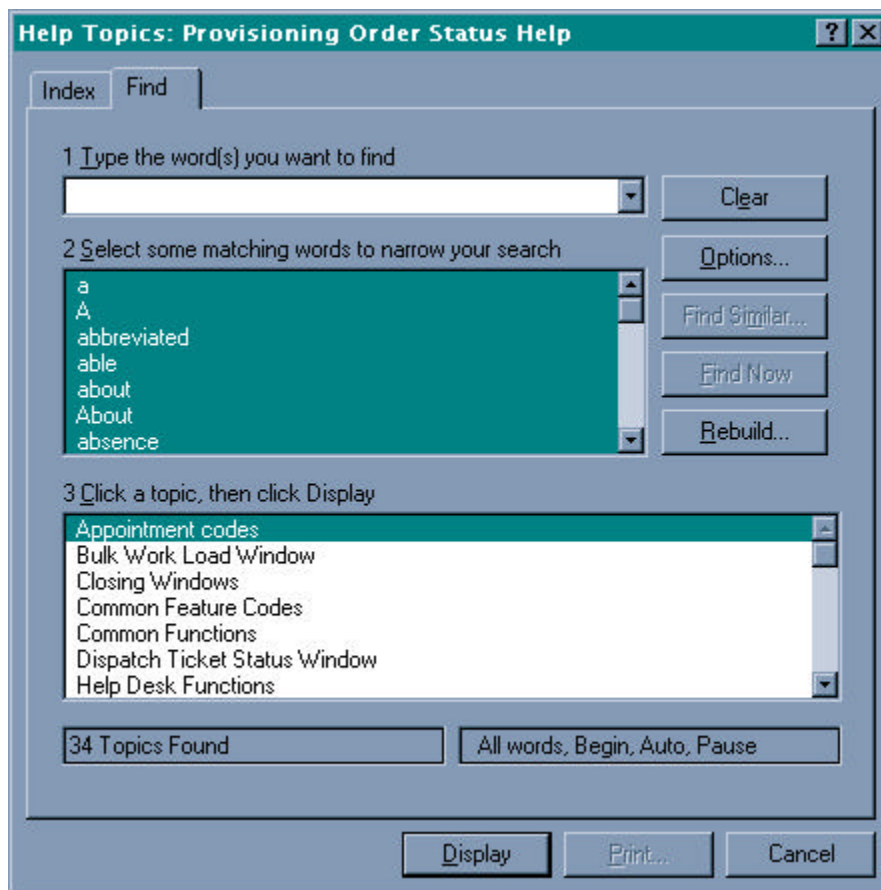 Help Topics: Provisioning Order Status Help
Index Find
1 Type the word(s) you want to find
Clear
2 Select some matching words to narrow your search
Options...
a
A
abbreviated
able
about
About
absence
Find Similar...
Find Now
Rebuild...
3 Click a topic, then click Display
Appointment codes
Bulk Work Load Window
Closing Windows
Common Feature Codes
Common Functions
Dispatch Ticket Status Window
Help Desk Functions
34 Topics Found All words, Begin, Auto, Pause
Display Print... Cancel